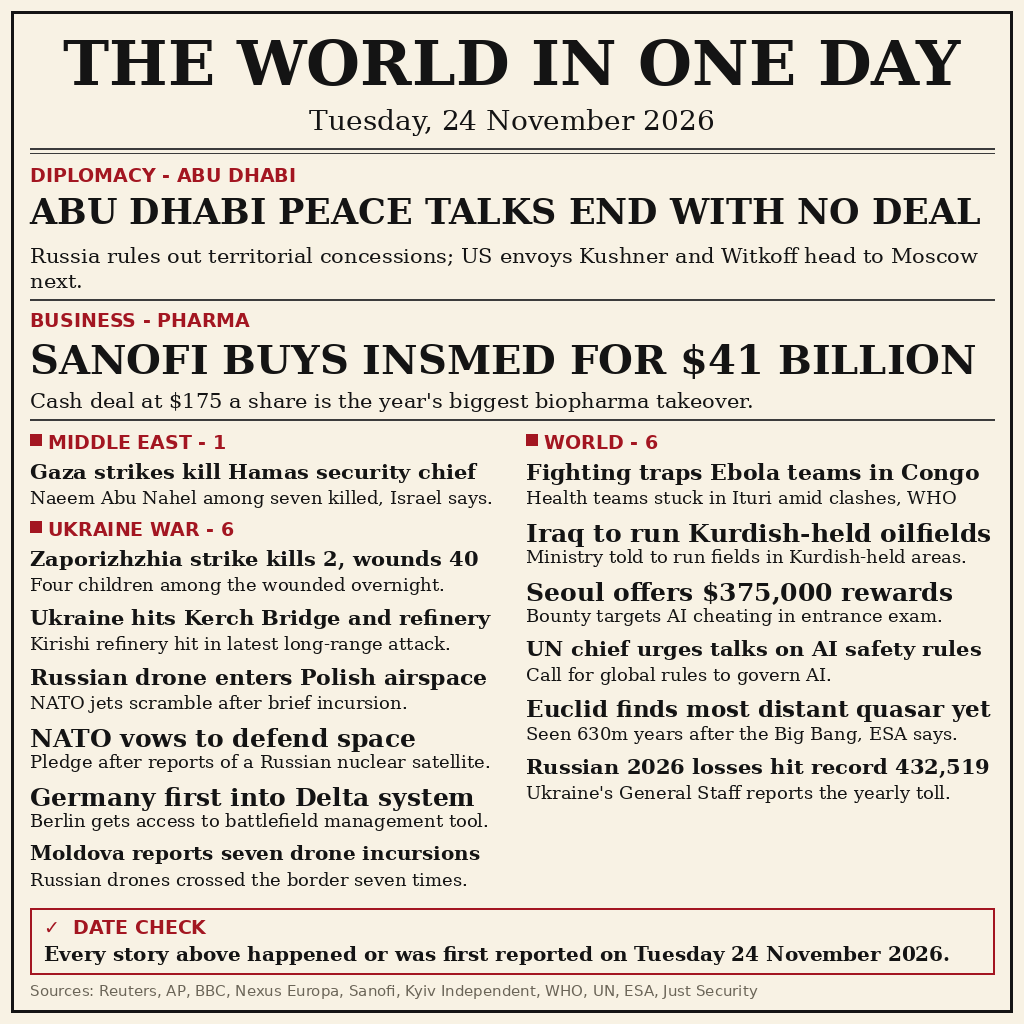 THE WORLD IN ONE DAY
Tuesday, 24 November 2026
DIPLOMACY - ABU DHABI
ABU DHABI PEACE TALKS END WITH NO DEAL
Russia rules out territorial concessions; US envoys Kushner and Witkoff head to Moscow
next.
BUSINESS - PHARMA
SANOFI BUYS INSMED FOR $41 BILLION
Cash deal at $175 a share is the year's biggest biopharma takeover.
MIDDLE EAST - 1
Gaza strikes kill Hamas security chief
Naeem Abu Nahel among seven killed, Israel says.
UKRAINE WAR - 6
Zaporizhzhia strike kills 2, wounds 40
Four children among the wounded overnight.
Ukraine hits Kerch Bridge and refinery
Kirishi refinery hit in latest long-range attack.
Russian drone enters Polish airspace
NATO jets scramble after brief incursion.
NATO vows to defend space
Pledge after reports of a Russian nuclear satellite.
Germany first into Delta system
Berlin gets access to battlefield management tool.
Moldova reports seven drone incursions
Russian drones crossed the border seven times.
WORLD - 6
Fighting traps Ebola teams in Congo
Health teams stuck in Ituri amid clashes, WHO
Iraq to run Kurdish-held oilfields
Ministry told to run fields in Kurdish-held areas.
Seoul offers $375,000 rewards
Bounty targets AI cheating in entrance exam.
UN chief urges talks on AI safety rules
Call for global rules to govern AI.
Euclid finds most distant quasar yet
Seen 630m years after the Big Bang, ESA says.
Russian 2026 losses hit record 432,519
Ukraine's General Staff reports the yearly toll.
✓ DATE CHECK
Every story above happened or was first reported on Tuesday 24 November 2026.
Sources: Reuters, AP, BBC, Nexus Europa, Sanofi, Kyiv Independent, WHO, UN, ESA, Just Security